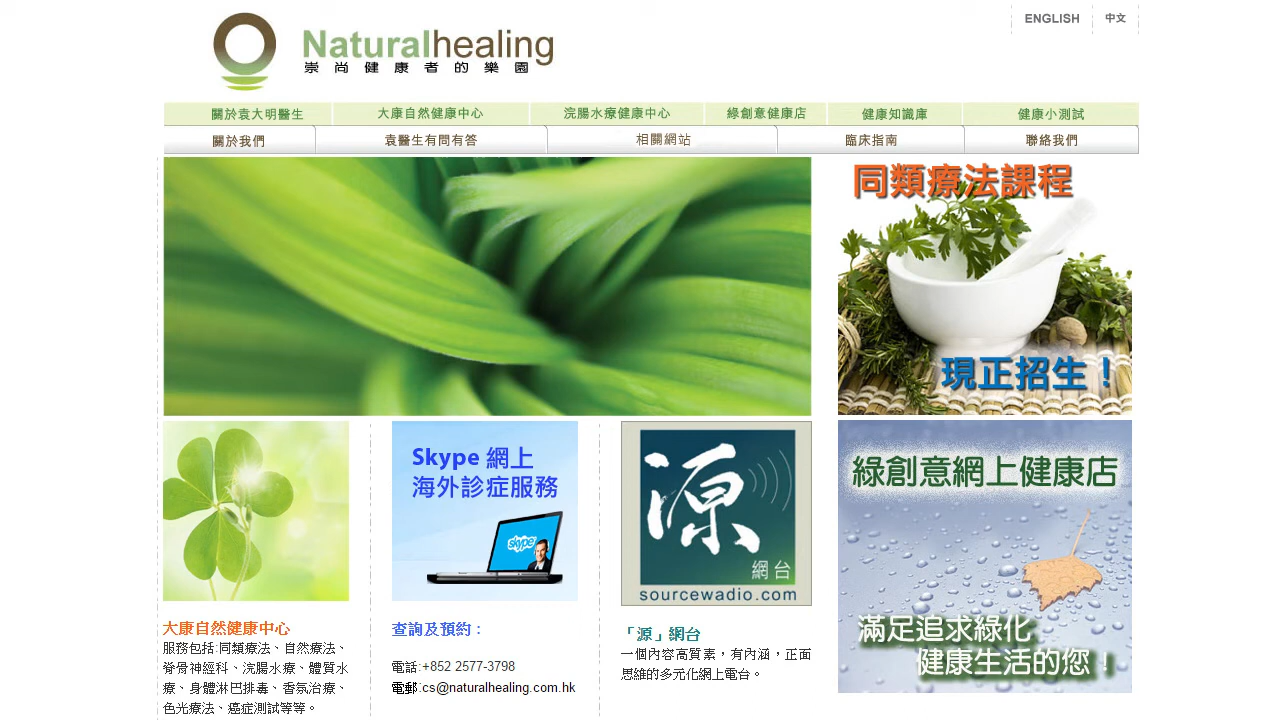 ENGLISH
中文
Naturalhealing
崇尚健康者的樂園
關於袁大明醫生
大康自然健康中心
浣腸水療健康中心
綠創意健康店
健康知識庫
健康小測試
關於我們
袁醫生有問有答
相關網站
臨床指南
聯絡我們
同類療法課程
現正招生！
Skype 網上
海外診症服務
skype
源
網台
sourcewadio.com
綠創意網上健康店
滿足追求綠化
健康生活的您！
大康自然健康中心
服務包括:同類療法、自然療法、
脊骨神經科、浣腸水療、體質水
療、身體淋巴排毒、香氛治療、
色光療法、癌症測試等等。
查詢及預約：
電話:+852 2577-3798
電郵:cs@naturalhealing.com.hk
「源」網台
一個內容高質素，有內涵，正面
思維的多元化網上電台。